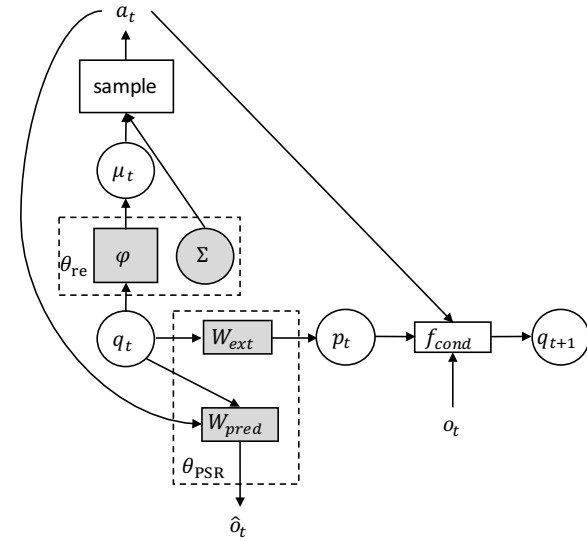 a_t
sample
μ_t
φ
Σ
θ_re
q_t
W_ext
p_t
f_cond
q_{t+1}
W_pred
o_t
θ_PSR
ô_t